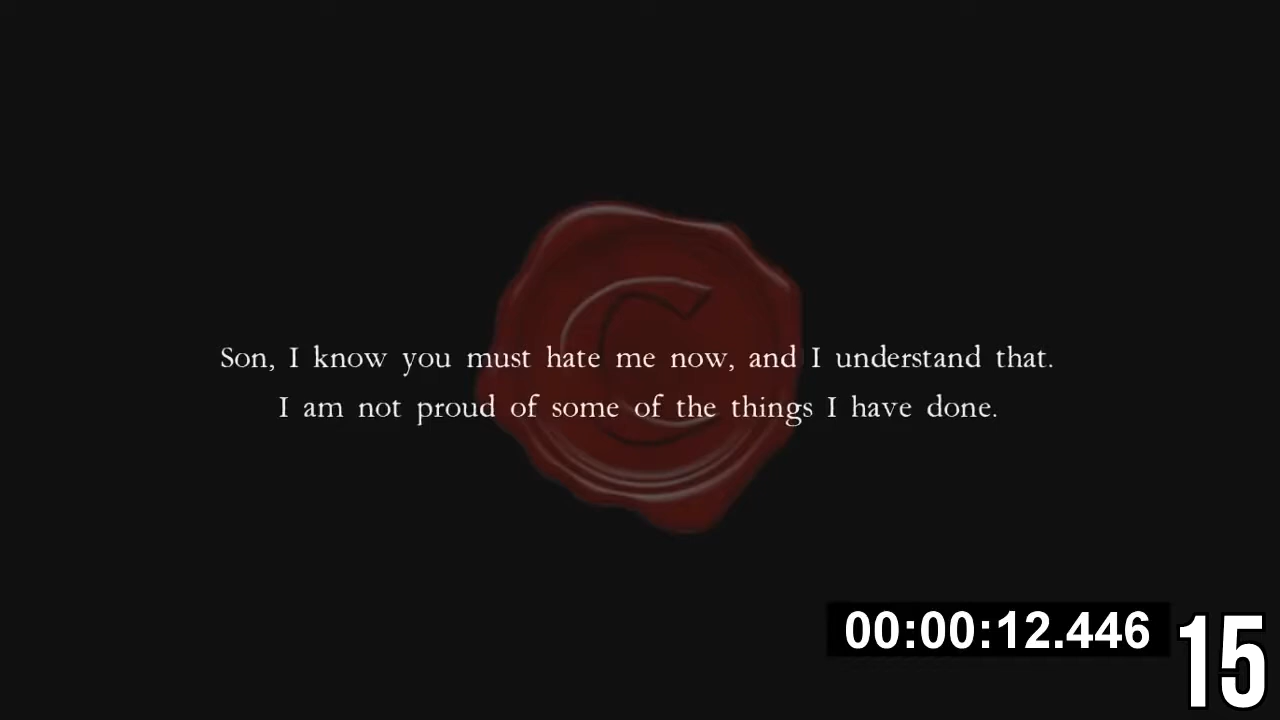 C
Son, I know you must hate me now, and I understand that.
I am not proud of some of the things I have done.
00:00:12.446
15